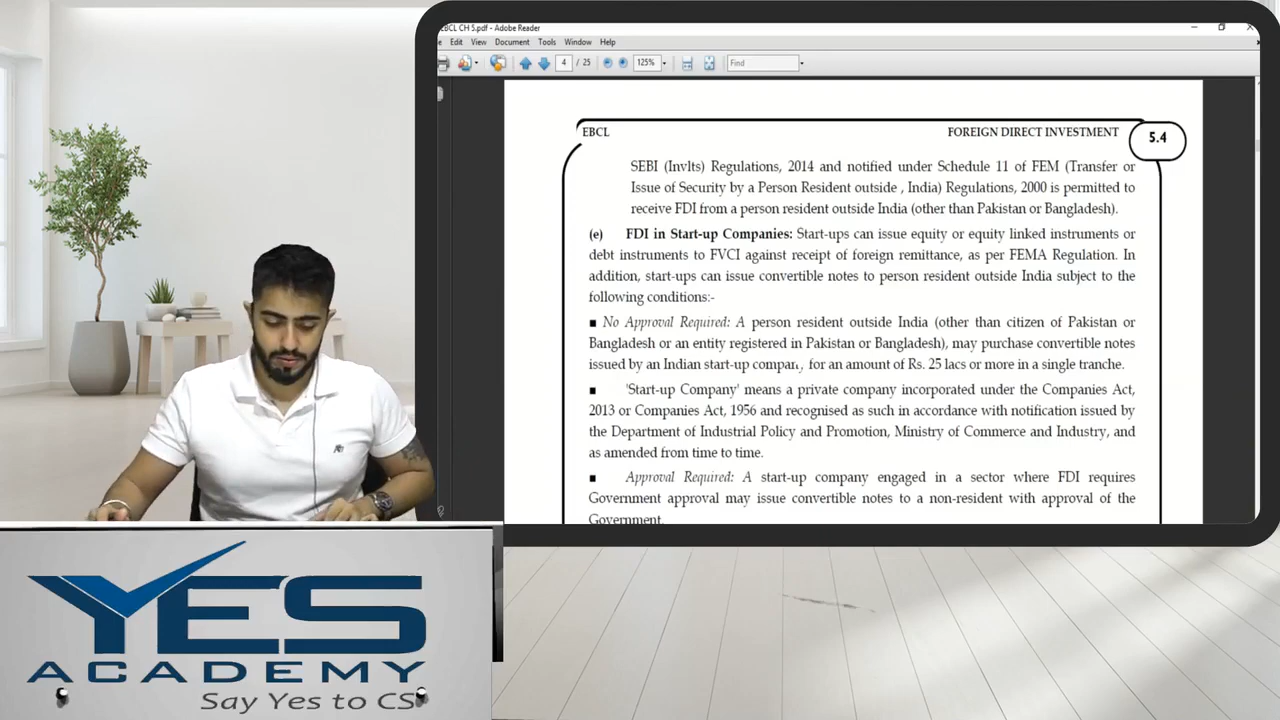 EBCL CH 5.pdf - Adobe Reader
Edit View Document Tools Window Help
4 / 25 125% Find
EBCL FOREIGN DIRECT INVESTMENT 5.4
SEBI (InvIts) Regulations, 2014 and notified under Schedule 11 of FEM (Transfer or
Issue of Security by a Person Resident outside , India) Regulations, 2000 is permitted to
receive FDI from a person resident outside India (other than Pakistan or Bangladesh).
(e) FDI in Start-up Companies: Start-ups can issue equity or equity linked instruments or
debt instruments to FVCI against receipt of foreign remittance, as per FEMA Regulation. In
addition, start-ups can issue convertible notes to person resident outside India subject to the
following conditions:-
■ No Approval Required: A person resident outside India (other than citizen of Pakistan or
Bangladesh or an entity registered in Pakistan or Bangladesh), may purchase convertible notes
issued by an Indian start-up company, for an amount of Rs. 25 lacs or more in a single tranche.
■ 'Start-up Company' means a private company incorporated under the Companies Act,
2013 or Companies Act, 1956 and recognised as such in accordance with notification issued by
the Department of Industrial Policy and Promotion, Ministry of Commerce and Industry, and
as amended from time to time.
■ Approval Required: A start-up company engaged in a sector where FDI requires
Government approval may issue convertible notes to a non-resident with approval of the
Government.
YES
ACADEMY
Say Yes to CS